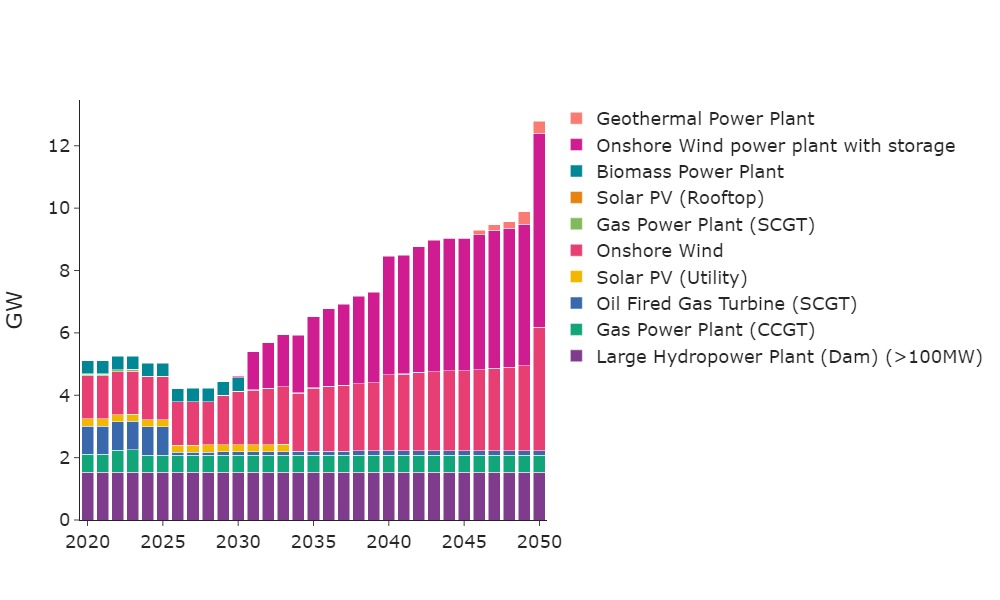 GW
12
10
8
6
4
2
0
2020 2025 2030 2035 2040 2045 2050
Geothermal Power Plant
Onshore Wind power plant with storage
Biomass Power Plant
Solar PV (Rooftop)
Gas Power Plant (SCGT)
Onshore Wind
Solar PV (Utility)
Oil Fired Gas Turbine (SCGT)
Gas Power Plant (CCGT)
Large Hydropower Plant (Dam) (>100MW)